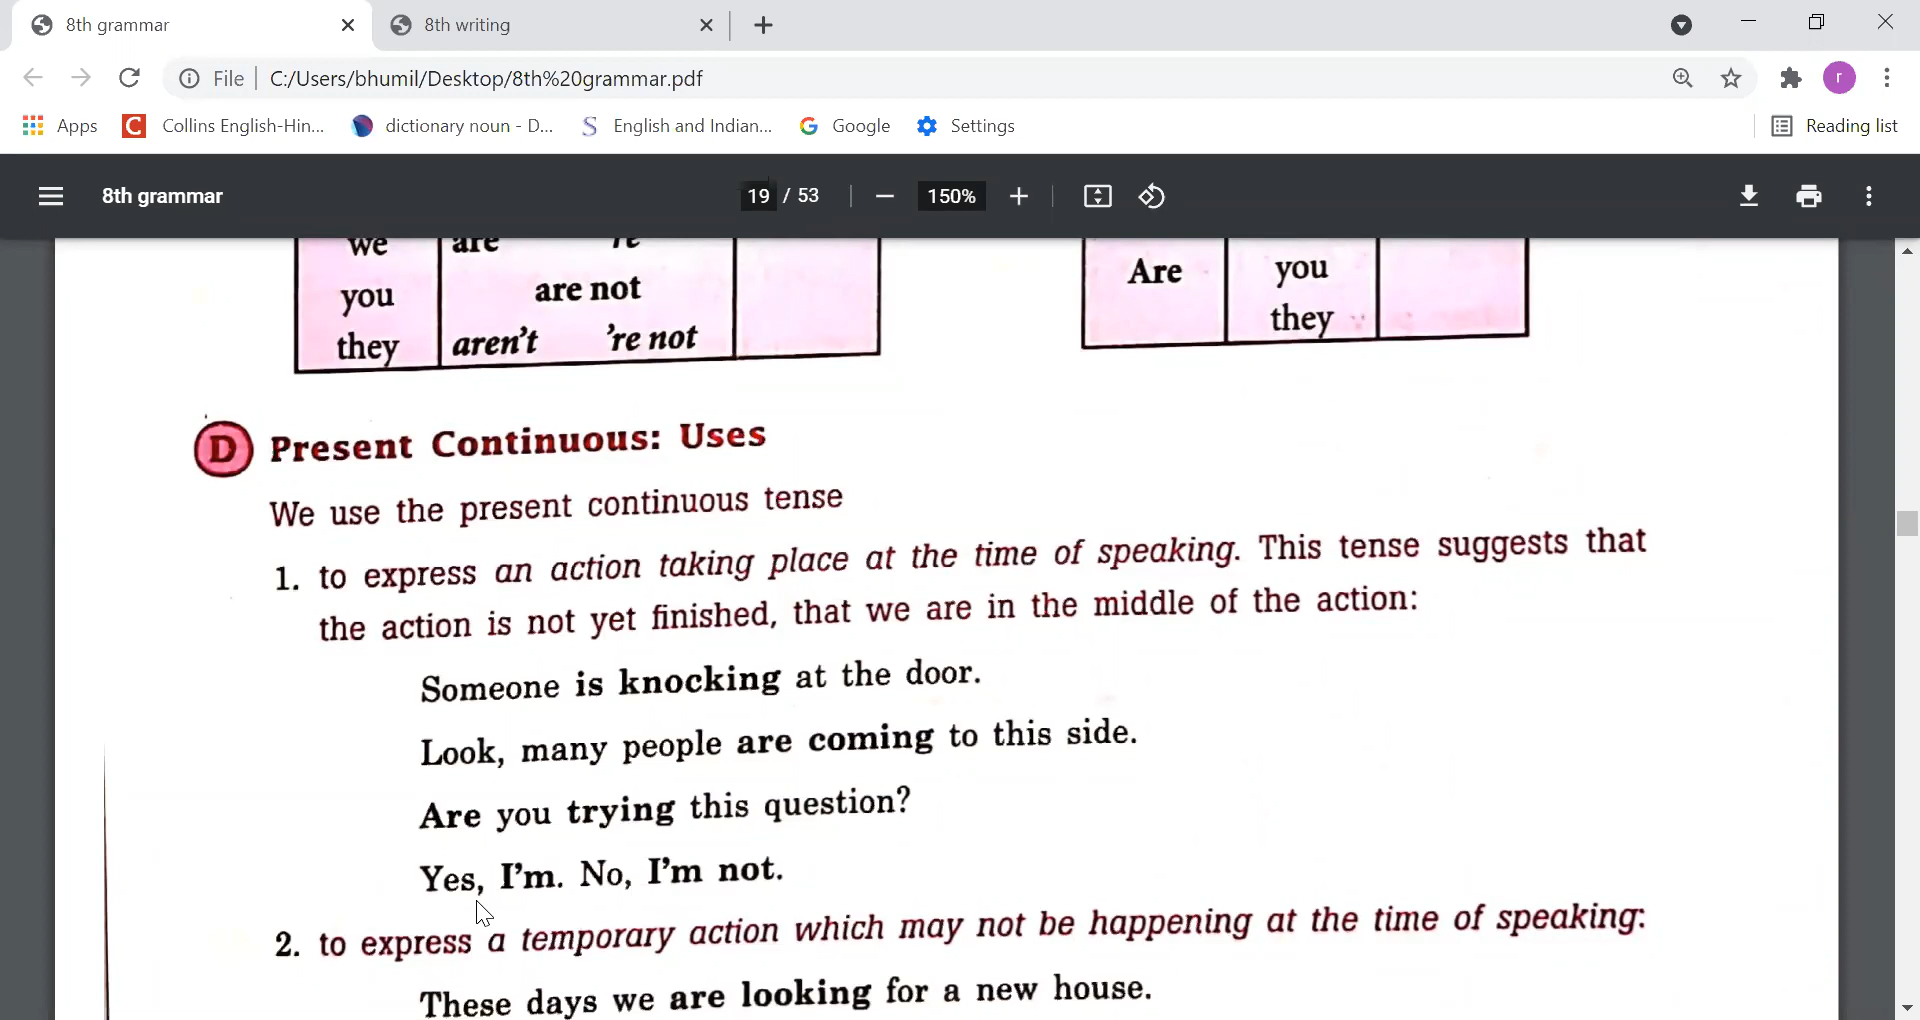 8th grammar
8th writing
File
C:/Users/bhumil/Desktop/8th%20grammar.pdf
r
Apps
Collins English-Hin...
dictionary noun - D...
English and Indian...
Google
Settings
Reading list
8th grammar
19 / 53
150%
we are 're
you are not
they aren't 're not
Are you
they
D Present Continuous: Uses
We use the present continuous tense
1. to express an action taking place at the time of speaking. This tense suggests that
the action is not yet finished, that we are in the middle of the action:
Someone is knocking at the door.
Look, many people are coming to this side.
Are you trying this question?
Yes, I'm. No, I'm not.
2. to express a temporary action which may not be happening at the time of speaking:
These days we are looking for a new house.